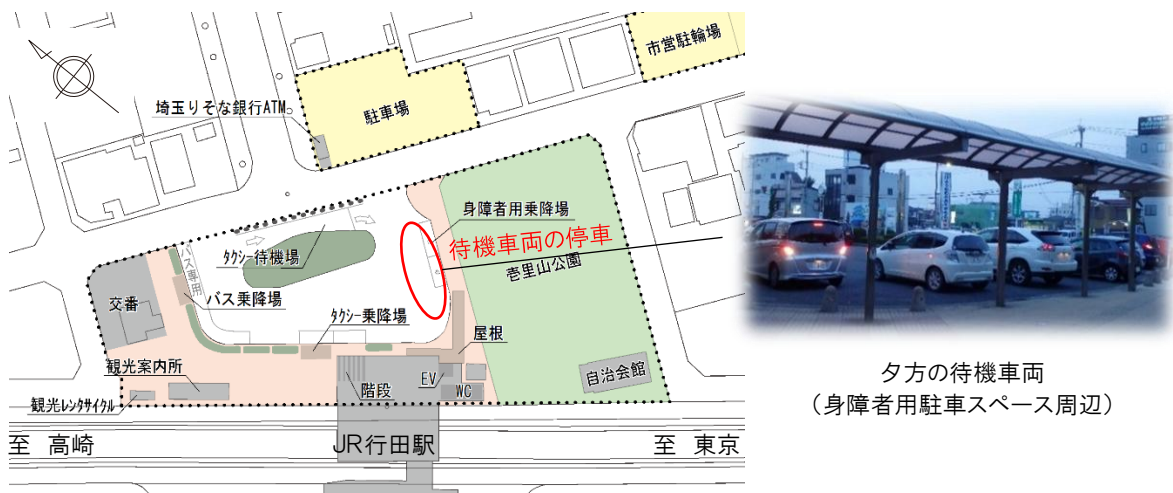 市営駐輪場
埼玉りそな銀行ATM
駐車場
身障者用乗降場
待機車両の停車
壱里山公園
タクシー待機場
バス専用
バス乗降場
交番
タクシー乗降場
屋根
観光案内所
EV
階段
WC
自治会館
観光レンタサイクル
至 高崎
JR行田駅
至 東京
夕方の待機車両
（身障者用駐車スペース周辺）